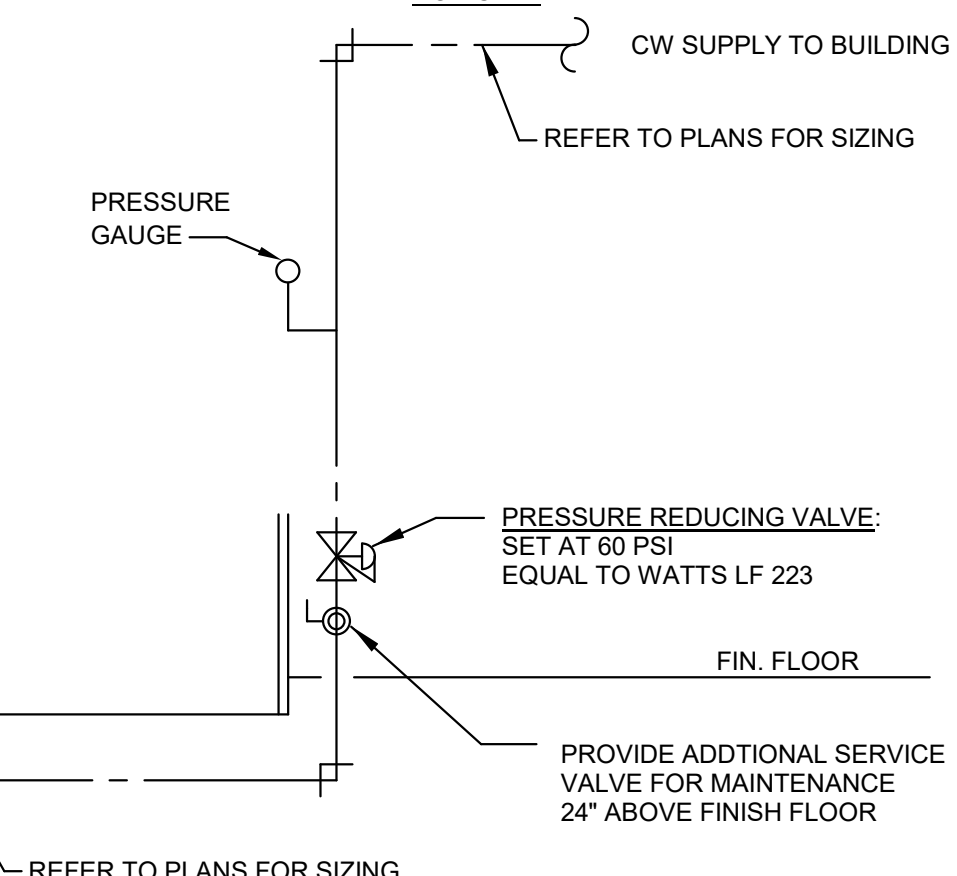 CW SUPPLY TO BUILDING
REFER TO PLANS FOR SIZING
PRESSURE
GAUGE
PRESSURE REDUCING VALVE:
SET AT 60 PSI
EQUAL TO WATTS LF 223
FIN. FLOOR
PROVIDE ADDTIONAL SERVICE
VALVE FOR MAINTENANCE
24" ABOVE FINISH FLOOR
REFER TO PLANS FOR SIZING